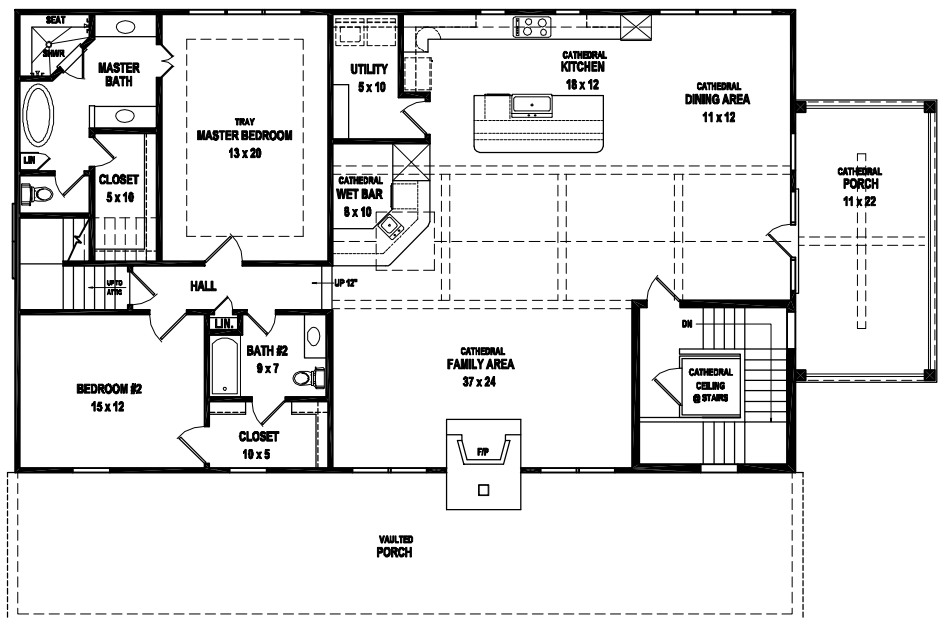 SEAT
SHWR
MASTER
BATH
LIN
CLOSET
5 x 10
TRAY
MASTER BEDROOM
13 x 20
UTILITY
5 x 10
CATHEDRAL
KITCHEN
18 x 12
CATHEDRAL
DINING AREA
11 x 12
CATHEDRAL
WET BAR
8 x 10
CATHEDRAL
PORCH
11 x 22
UP TO
ATTIC
HALL
UP 12"
LIN.
BATH #2
9 x 7
BEDROOM #2
15 x 12
CLOSET
10 x 5
CATHEDRAL
FAMILY AREA
37 x 24
F/P
DN
CATHEDRAL
CEILING
@ STAIRS
VAULTED
PORCH